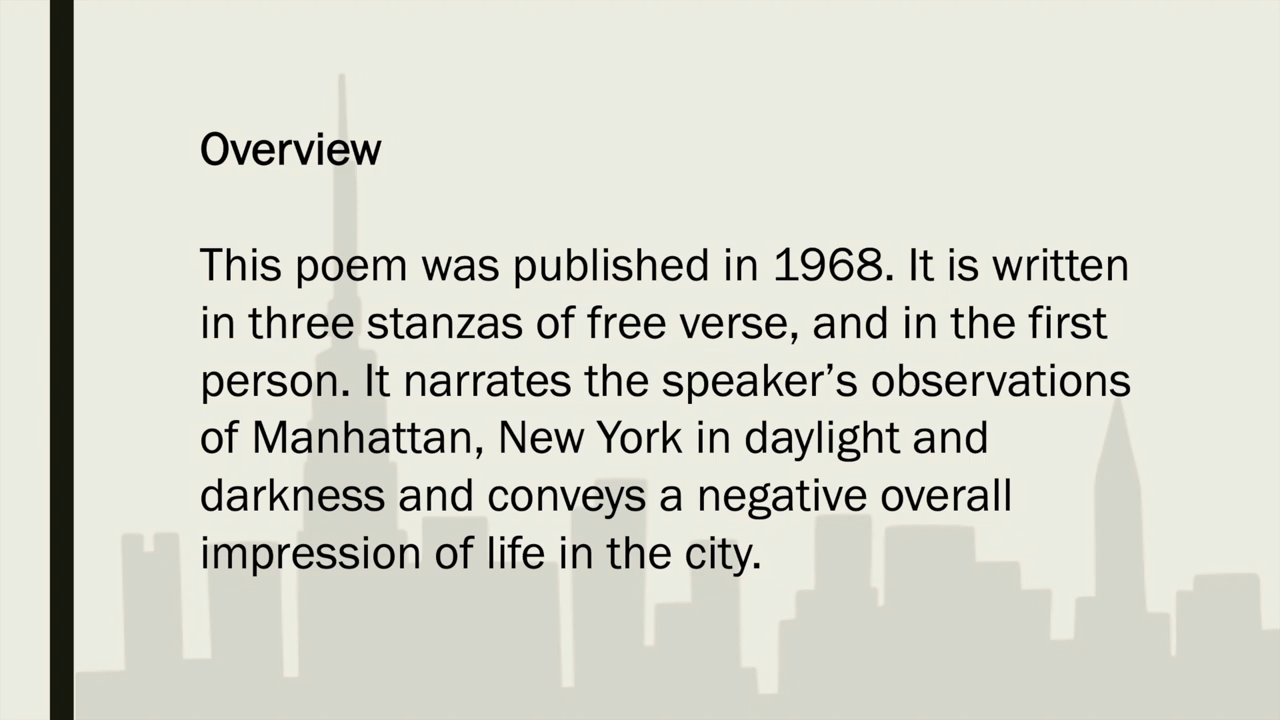 Overview
This poem was published in 1968. It is written
in three stanzas of free verse, and in the first
person. It narrates the speaker’s observations
of Manhattan, New York in daylight and
darkness and conveys a negative overall
impression of life in the city.